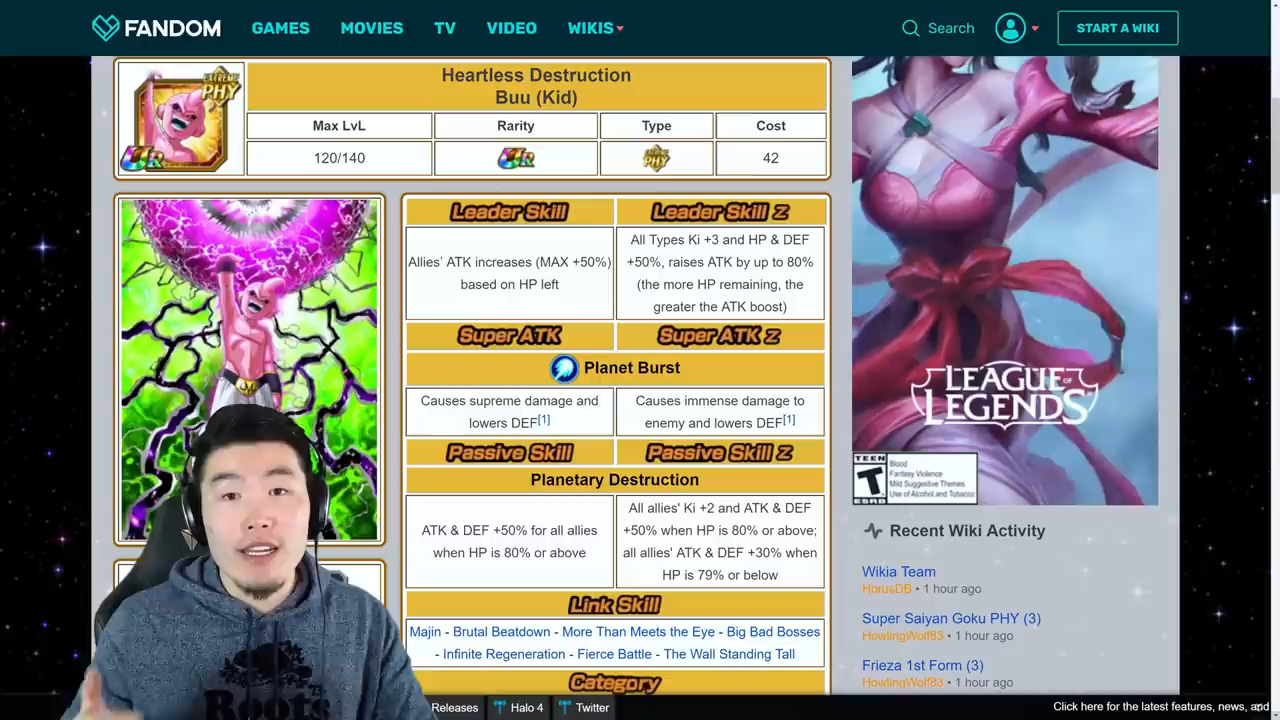 FANDOM
GAMES
MOVIES
TV
VIDEO
WIKIS
Search
START A WIKI
EXTREME
PHY
UR
Heartless Destruction
Buu (Kid)
Max LvL
Rarity
Type
Cost
120/140
UR
EXTREME
PHY
42
Leader Skill
Leader Skill Z
Allies' ATK increases (MAX +50%)
based on HP left
All Types Ki +3 and HP & DEF
+50%, raises ATK by up to 80%
(the more HP remaining, the
greater the ATK boost)
Super ATK
Super ATK Z
Planet Burst
Causes supreme damage and
lowers DEF[1]
Causes immense damage to
enemy and lowers DEF[1]
Passive Skill
Passive Skill Z
Planetary Destruction
ATK & DEF +50% for all allies
when HP is 80% or above
All allies' Ki +2 and ATK & DEF
+50% when HP is 80% or above;
all allies' ATK & DEF +30% when
HP is 79% or below
Link Skill
Majin - Brutal Beatdown - More Than Meets the Eye - Big Bad Bosses
- Infinite Regeneration - Fierce Battle - The Wall Standing Tall
Category
LEAGUE OF
LEGENDS
TEEN
T
ESRB
Blood
Fantasy Violence
Mild Suggestive Themes
Use of Alcohol and Tobacco
Recent Wiki Activity
Wikia Team
HorusDB • 1 hour ago
Super Saiyan Goku PHY (3)
HowlingWolf83 • 1 hour ago
Frieza 1st Form (3)
HowlingWolf83 • 1 hour ago
Releases
Halo 4
Twitter
Click here for the latest features, news, and